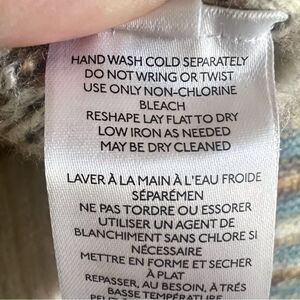 HAND WASH COLD SEPARATELY
DO NOT WRING OR TWIST
USE ONLY NON-CHLORINE
BLEACH
RESHAPE LAY FLAT TO DRY
LOW IRON AS NEEDED
MAY BE DRY CLEANED
LAVER À LA MAIN À L'EAU FROIDE
SÉPARÉMEN
NE PAS TORDRE OU ESSORER
UTILISER UN AGENT DE
BLANCHIMENT SANS CHLORE SI
NÉCESSAIRE
METTRE EN FORME ET SECHER
À PLAT
REPASSER, AU BESOIN, À TRÈS
BASSE TEMPÉRATURE